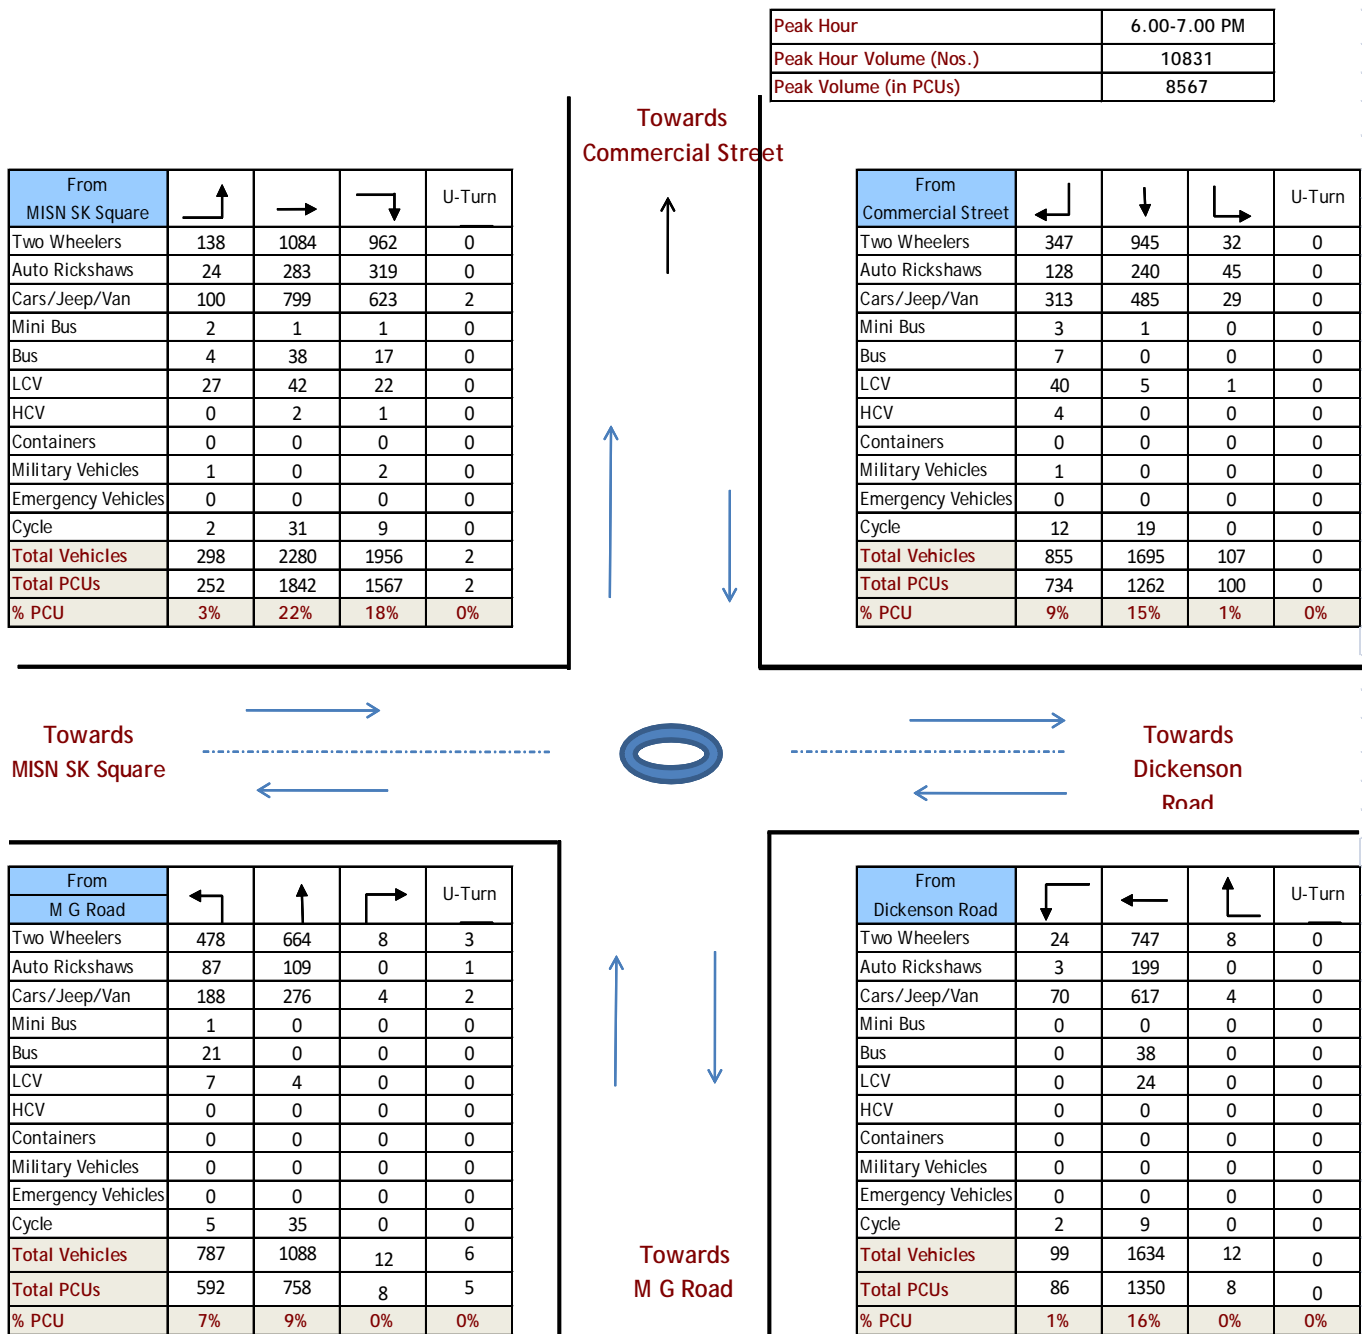 Peak Hour 6.00-7.00 PM
Peak Hour Volume (Nos.) 10831
Peak Volume (in PCUs) 8567
Towards
Commercial Street
From
MISN SK Square U-Turn
Two Wheelers 138 1084 962 0
Auto Rickshaws 24 283 319 0
Cars/Jeep/Van 100 799 623 2
Mini Bus 2 1 1 0
Bus 4 38 17 0
LCV 27 42 22 0
HCV 0 2 1 0
Containers 0 0 0 0
Military Vehicles 1 0 2 0
Emergency Vehicles 0 0 0 0
Cycle 2 31 9 0
Total Vehicles 298 2280 1956 2
Total PCUs 252 1842 1567 2
% PCU 3% 22% 18% 0%
From
Commercial Street U-Turn
Two Wheelers 347 945 32 0
Auto Rickshaws 128 240 45 0
Cars/Jeep/Van 313 485 29 0
Mini Bus 3 1 0 0
Bus 7 0 0 0
LCV 40 5 1 0
HCV 4 0 0 0
Containers 0 0 0 0
Military Vehicles 1 0 0 0
Emergency Vehicles 0 0 0 0
Cycle 12 19 0 0
Total Vehicles 855 1695 107 0
Total PCUs 734 1262 100 0
% PCU 9% 15% 1% 0%
Towards
MISN SK Square
Towards
Dickenson
Road
From
M G Road U-Turn
Two Wheelers 478 664 8 3
Auto Rickshaws 87 109 0 1
Cars/Jeep/Van 188 276 4 2
Mini Bus 1 0 0 0
Bus 21 0 0 0
LCV 7 4 0 0
HCV 0 0 0 0
Containers 0 0 0 0
Military Vehicles 0 0 0 0
Emergency Vehicles 0 0 0 0
Cycle 5 35 0 0
Total Vehicles 787 1088 12 6
Total PCUs 592 758 8 5
% PCU 7% 9% 0% 0%
Towards
M G Road
From
Dickenson Road U-Turn
Two Wheelers 24 747 8 0
Auto Rickshaws 3 199 0 0
Cars/Jeep/Van 70 617 4 0
Mini Bus 0 0 0 0
Bus 0 38 0 0
LCV 0 24 0 0
HCV 0 0 0 0
Containers 0 0 0 0
Military Vehicles 0 0 0 0
Emergency Vehicles 0 0 0 0
Cycle 2 9 0 0
Total Vehicles 99 1634 12 0
Total PCUs 86 1350 8 0
% PCU 1% 16% 0% 0%